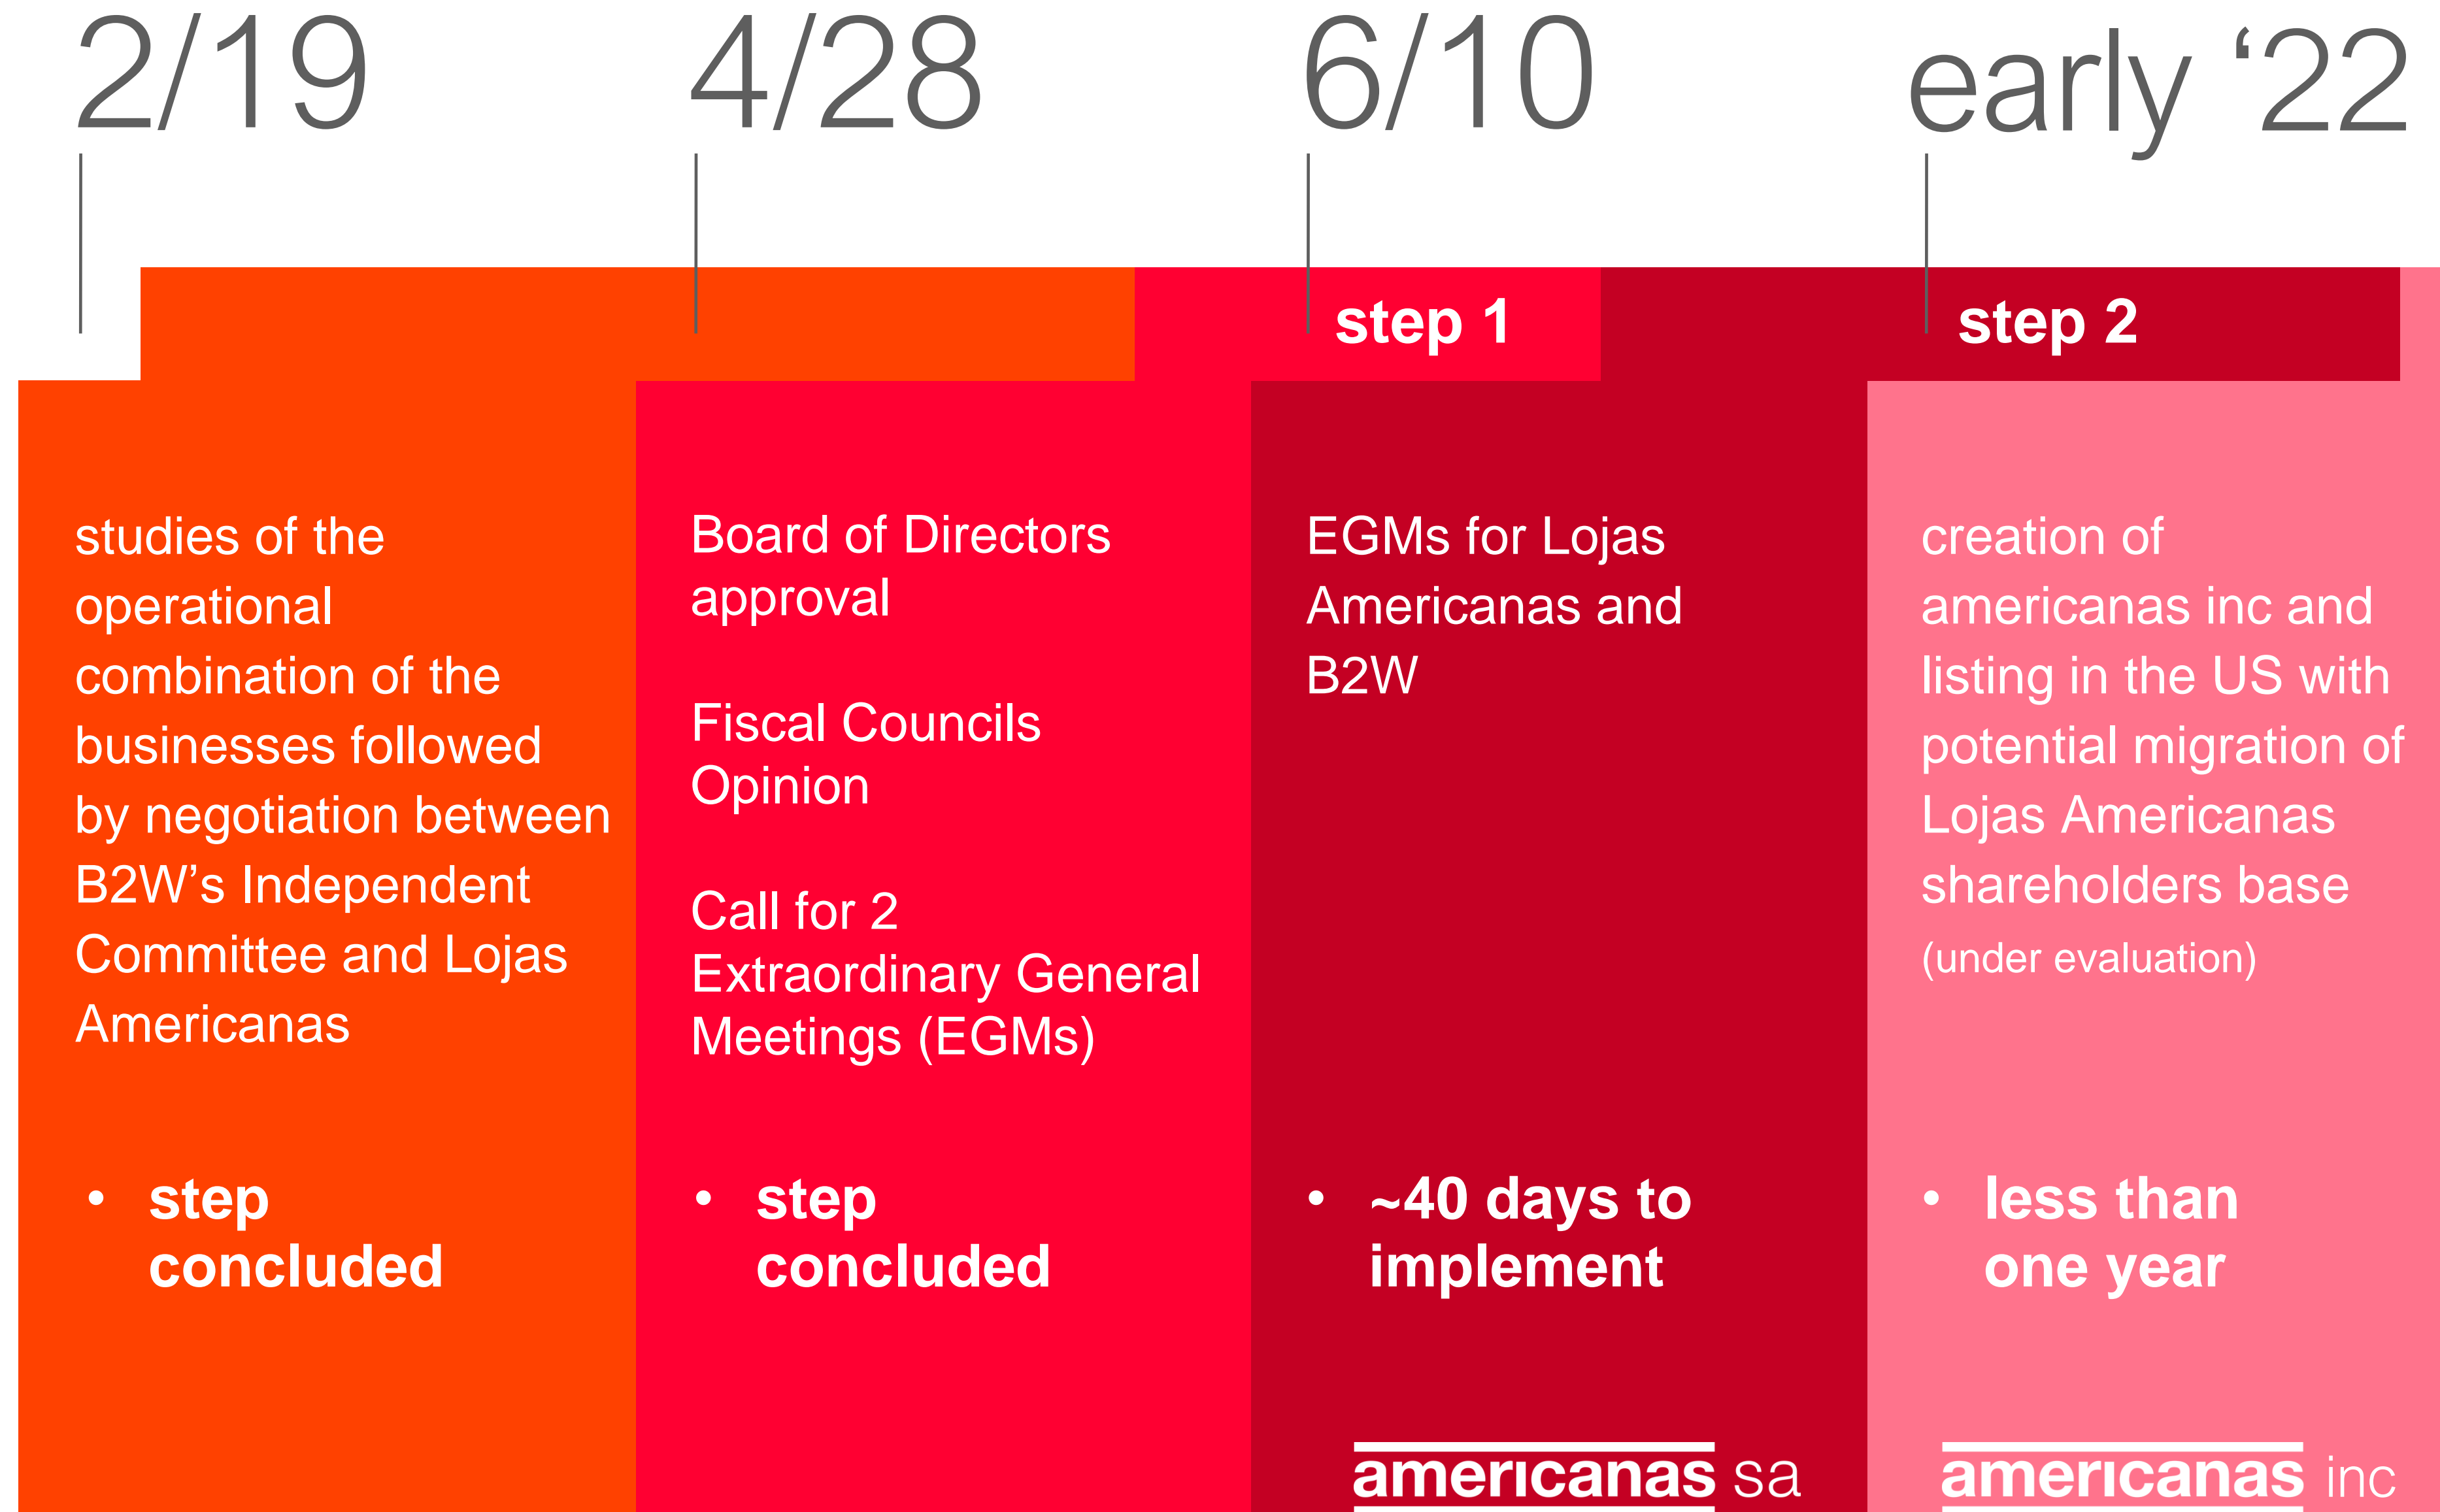 2/19
4/28
6/10
early ‘22
step 1
step 2
studies of the
operational
combination of the
businesses followed
by negotiation between
B2W’s Independent
Committee and Lojas
Americanas
• step
concluded
Board of Directors
approval
Fiscal Councils
Opinion
Call for 2
Extraordinary General
Meetings (EGMs)
• step
concluded
EGMs for Lojas
Americanas and
B2W
• ~40 days to
implement
americanas sa
creation of
americanas inc and
listing in the US with
potential migration of
Lojas Americanas
shareholders base
(under evaluation)
• less than
one year
americanas inc